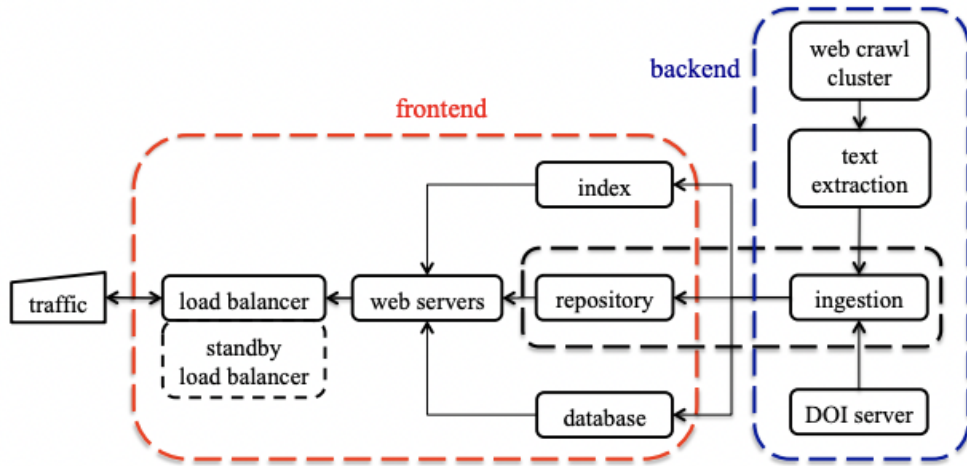 web crawl
cluster
backend
frontend
text
extraction
index
traffic
load balancer
web servers
repository
ingestion
standby
load balancer
database
DOI server